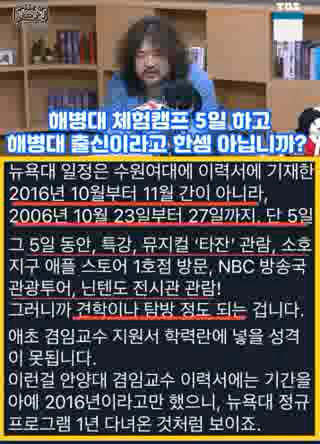 TBS
해병대 체험캠프 5일 하고
해병대 출신이라고 한셈 아닙니까?
뉴욕대 일정은 수원여대에 이력서에 기재한
2016년 10월부터 11월 간이 아니라,
2006년 10월 23일부터 27일까지. 단 5일
그 5일 동안, 특강, 뮤지컬 '타잔' 관람, 소호
지구 애플 스토어 1호점 방문, NBC 방송국
관광투어, 닌텐도 전시관 관람!
그러니까 견학이나 탐방 정도 되는 겁니다.
애초 겸임교수 지원서 학력란에 넣을 성격
이 못됩니다.
이런걸 안양대 겸임교수 이력서에는 기간을
아예 2016년이라고만 했으니, 뉴욕대 정규
프로그램 1년 다녀온 것처럼 보이죠.